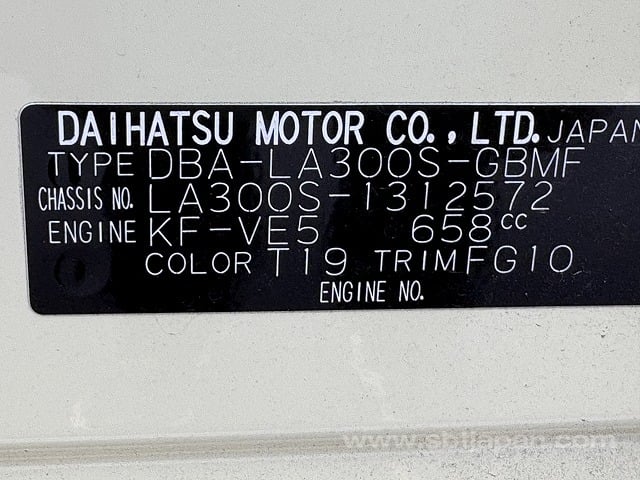 DAIHATSU MOTOR CO., LTD. JAPAN
TYPE DBA-LA300S-GBMF
CHASSIS NO. LA300S-1312572
ENGINE KF-VE5 658cc
COLOR T19 TRIM FG10
ENGINE NO.
www.sbtjapan.com